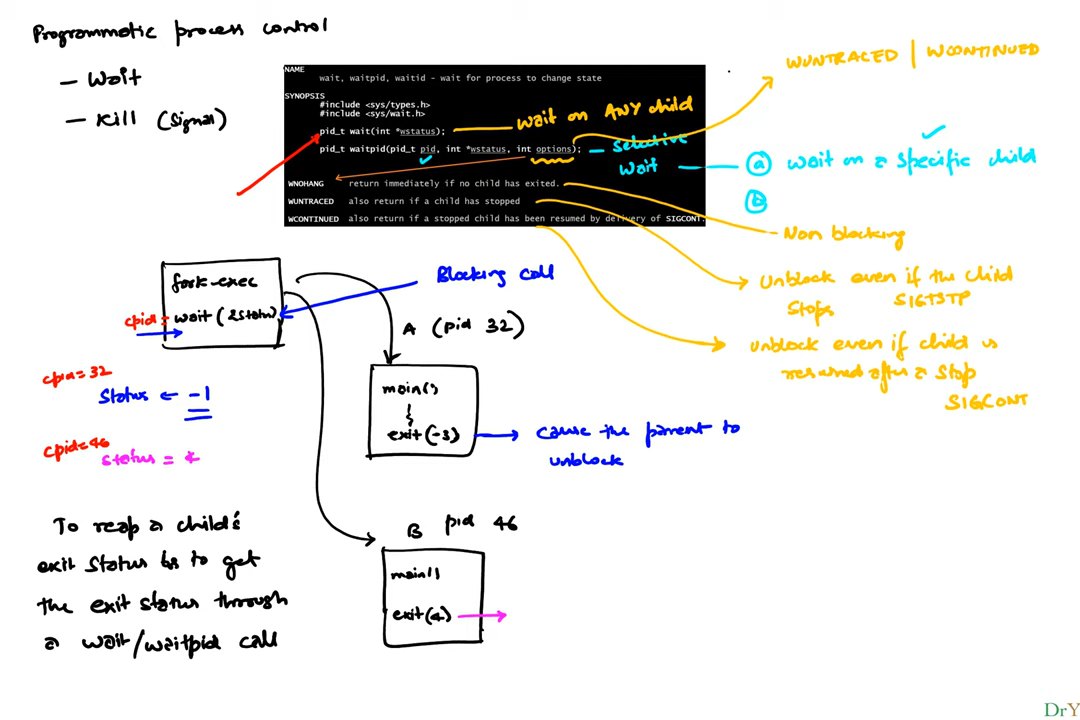 Programmatic process control
- Wait
- Kill (Signal)
NAME
wait, waitpid, waitid - wait for process to change state
SYNOPSIS
#include <sys/types.h>
#include <sys/wait.h>
pid_t wait(int *wstatus);
pid_t waitpid(pid_t pid, int *wstatus, int options);
WNOHANG return immediately if no child has exited.
WUNTRACED also return if a child has stopped
WCONTINUED also return if a stopped child has been resumed by delivery of SIGCONT.
Wait on ANY child
- Selective
Wait
WUNTRACED | WCONTINUED
a wait on a specific child
b
Non blocking
Unblock even if the child
Stops SIGTSTP
Unblock even if child is
resumed after a stop
SIGCONT
fork-exec
cpid = wait (&status)
Blocking call
A (pid 32)
main()
exit(-3)
cause the parent to
unblock
cpid = 32
Status ← -1
cpid=46
status =
B pid 46
main()
exit(4)
To reap a child's
exit status is to get
the exit status through
a wait/waitpid call
DrY